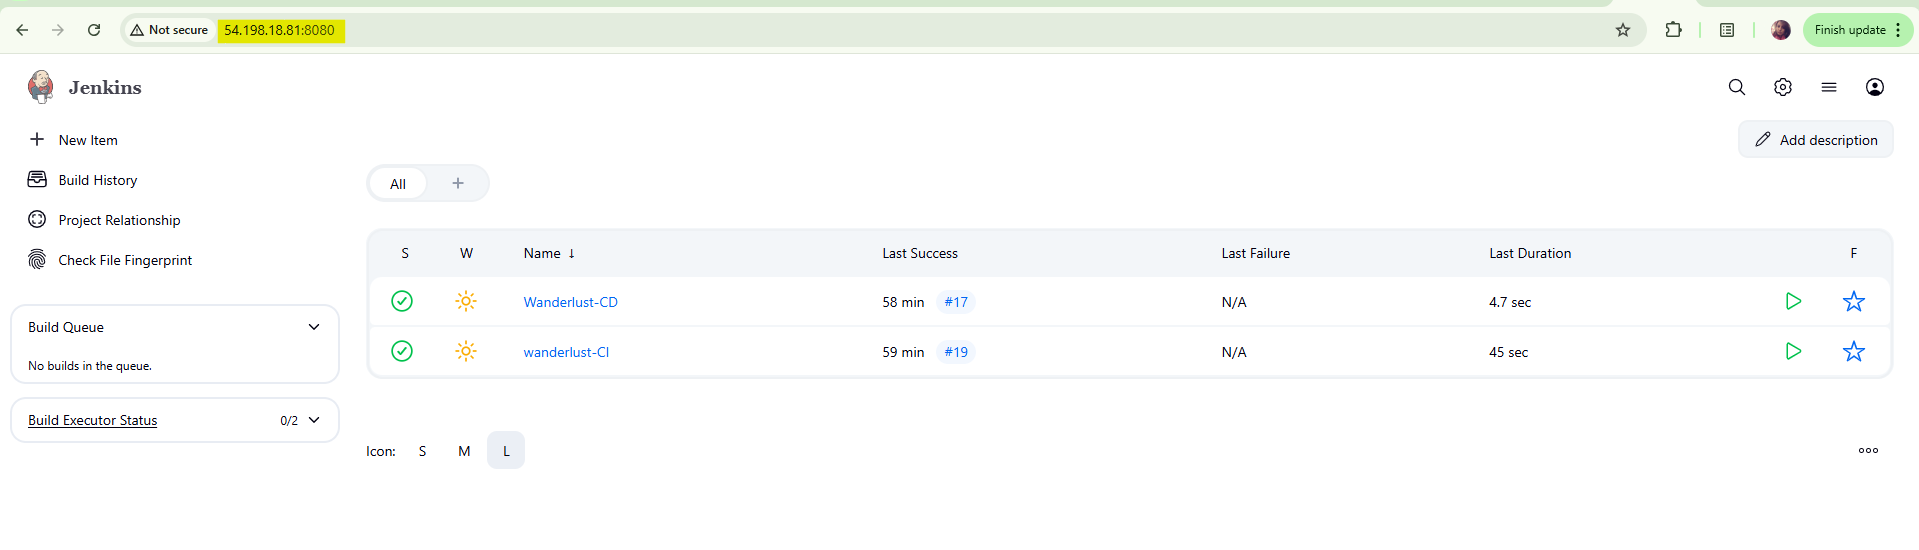 Not secure 54.198.18.81:8080 Finish update
Jenkins
New Item
Build History
Project Relationship
Check File Fingerprint
Build Queue
No builds in the queue.
Build Executor Status 0/2
Add description
All +
S W Name ↓ Last Success Last Failure Last Duration F
Wanderlust-CD 58 min #17 N/A 4.7 sec
wanderlust-CI 59 min #19 N/A 45 sec
Icon: S M L